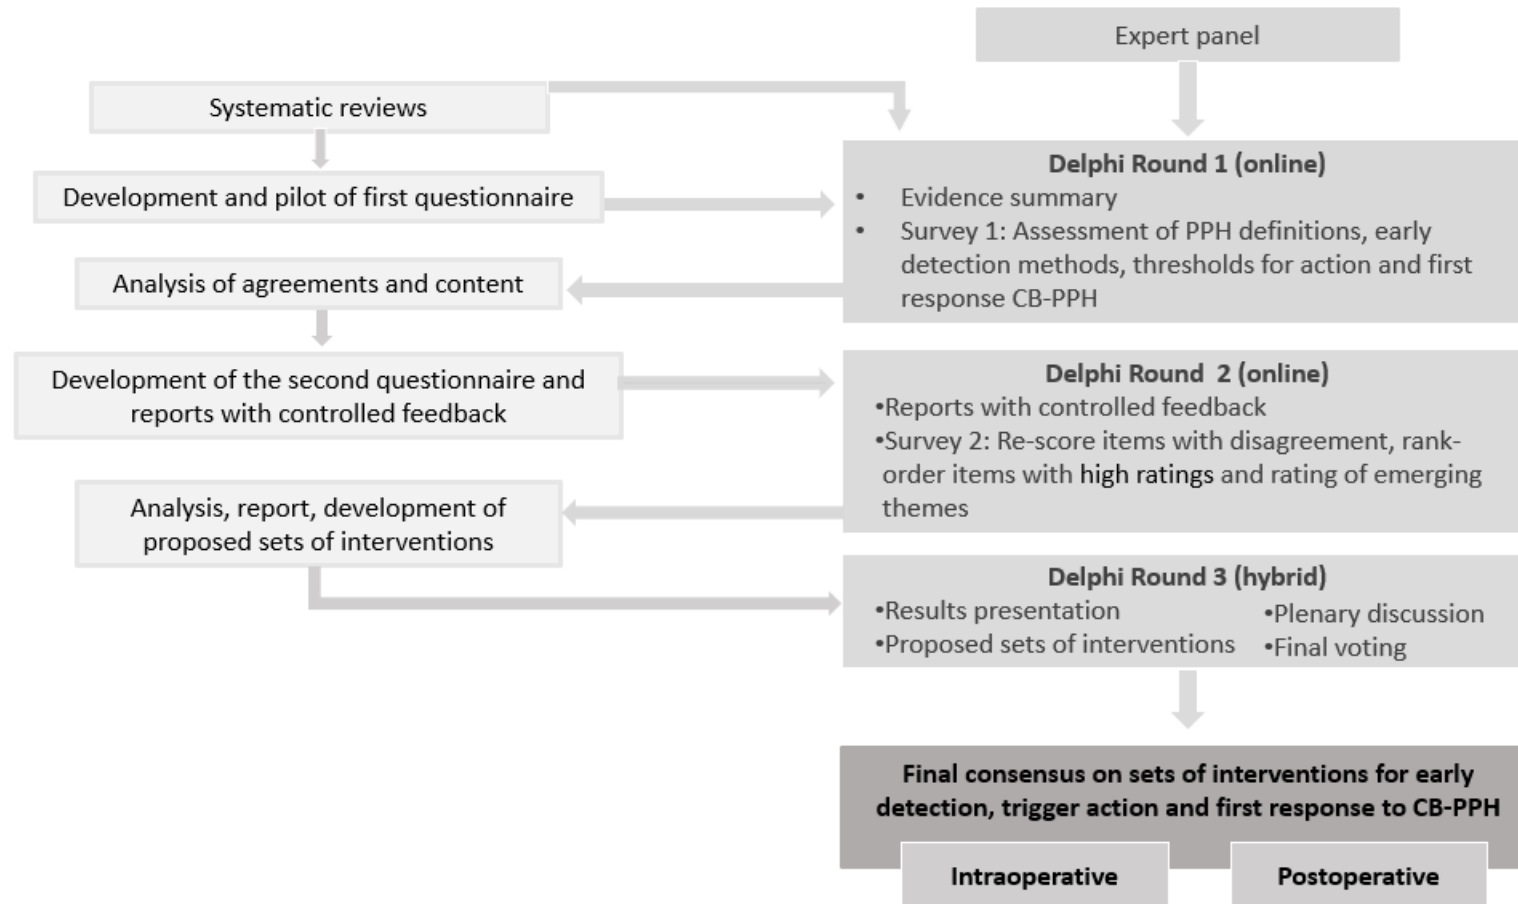 Expert panel
Systematic reviews
Development and pilot of first questionnaire
Delphi Round 1 (online)
• Evidence summary
• Survey 1: Assessment of PPH definitions, early
detection methods, thresholds for action and first
response CB-PPH
Analysis of agreements and content
Development of the second questionnaire and
reports with controlled feedback
Delphi Round 2 (online)
•Reports with controlled feedback
•Survey 2: Re-score items with disagreement, rank-
order items with high ratings and rating of emerging
themes
Analysis, report, development of
proposed sets of interventions
Delphi Round 3 (hybrid)
•Results presentation
•Proposed sets of interventions
•Plenary discussion
•Final voting
Final consensus on sets of interventions for early
detection, trigger action and first response to CB-PPH
Intraoperative
Postoperative